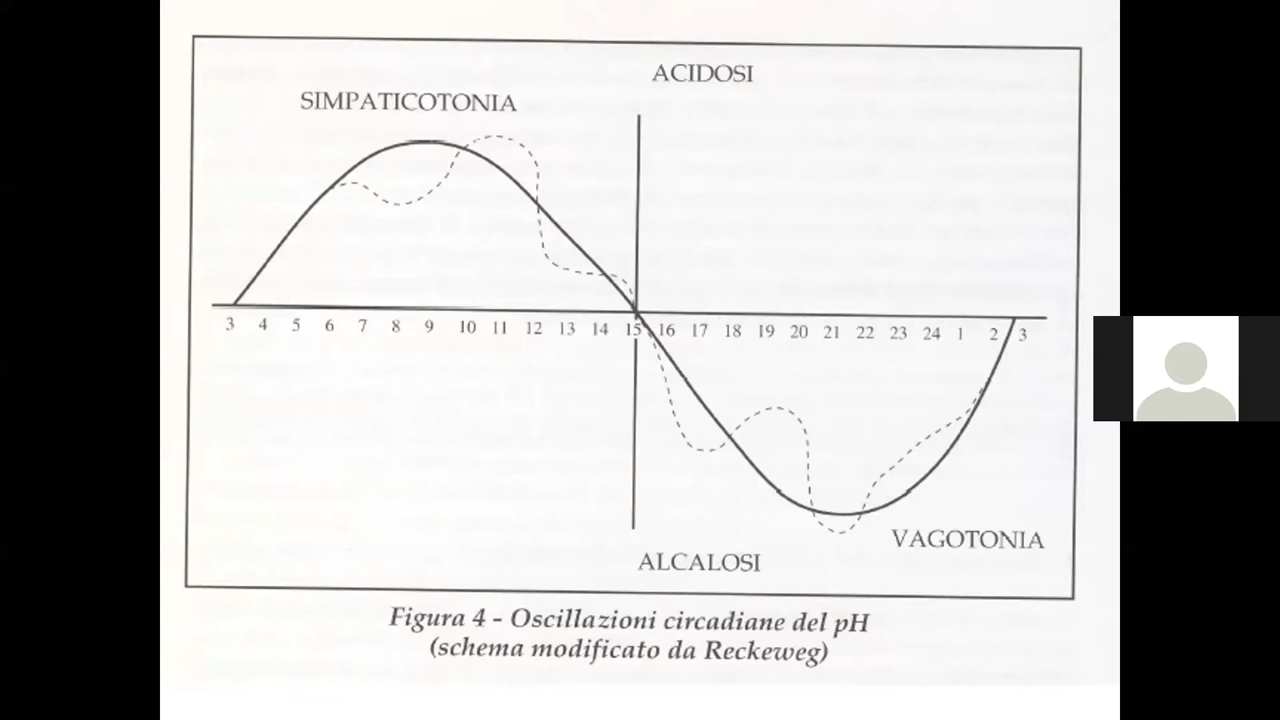 ACIDOSI
SIMPATICOTONIA
3 4 5 6 7 8 9 10 11 12 13 14 15 16 17 18 19 20 21 22 23 24 1 2 3
VAGOTONIA
ALCALOSI
Figura 4 - Oscillazioni circadiane del pH
(schema modificato da Reckeweg)